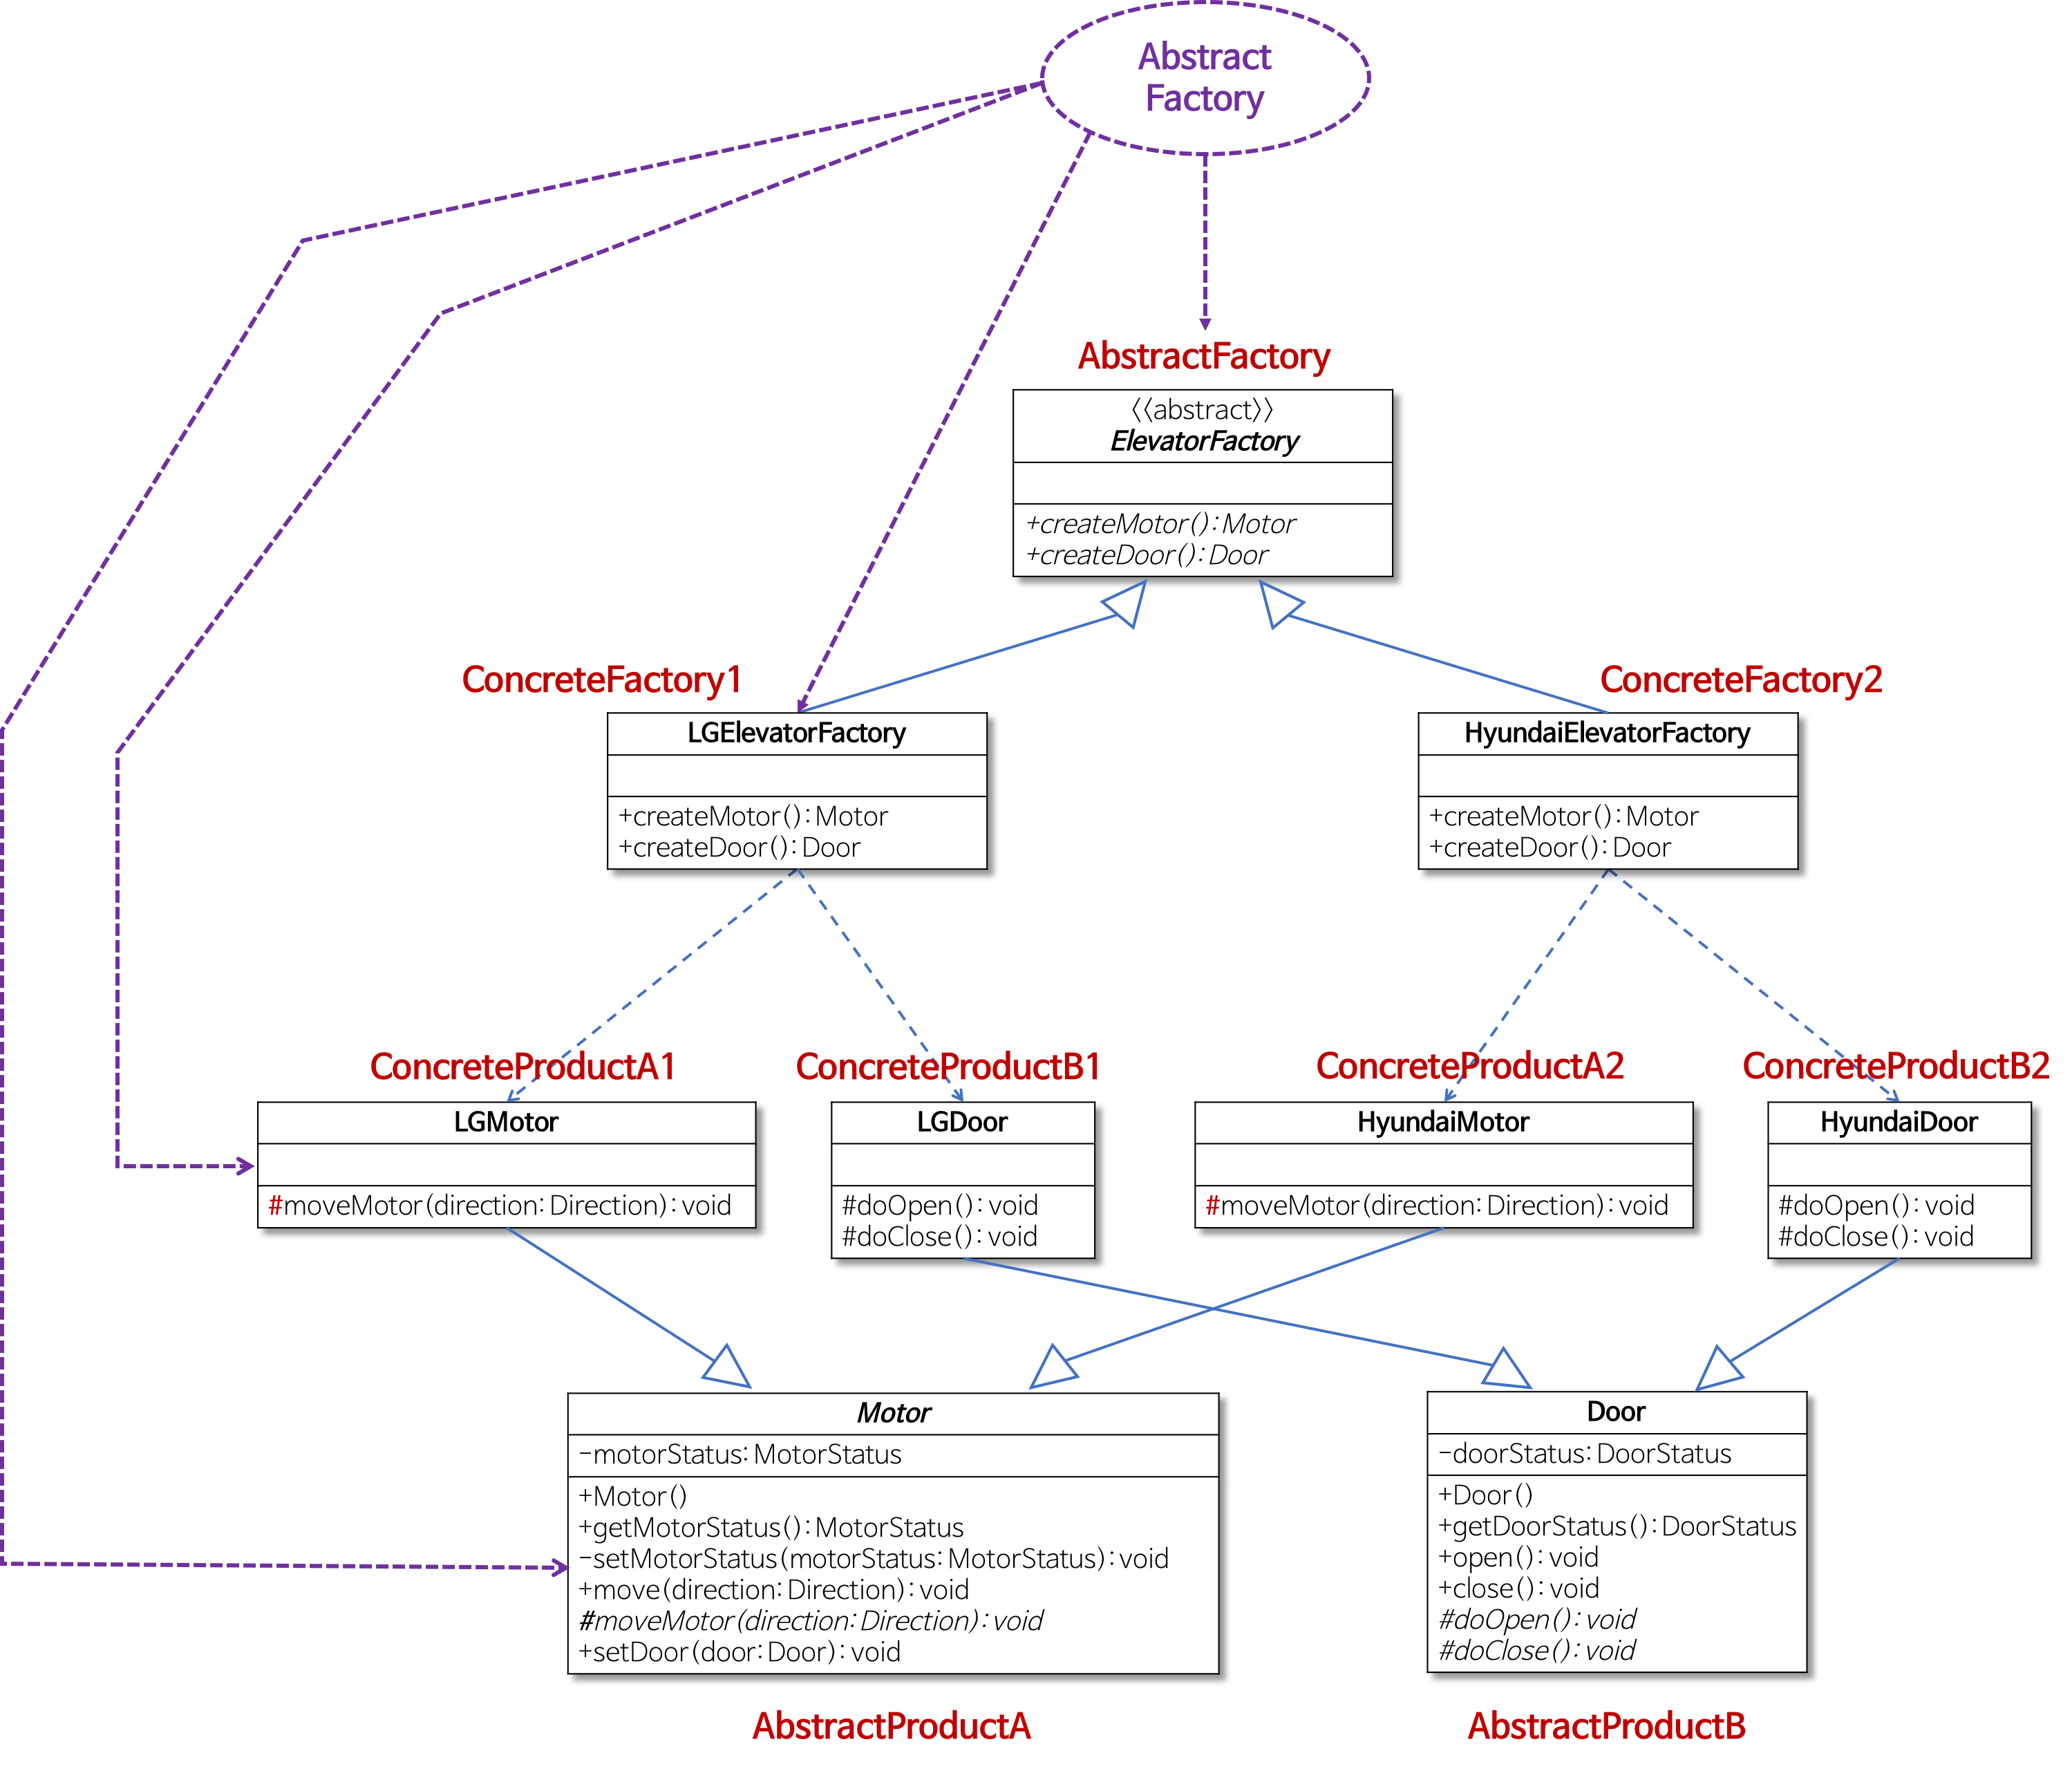 Abstract
Factory
AbstractFactory
《abstract》
ElevatorFactory
+createMotor():Motor
+createDoor():Door
ConcreteFactory1
ConcreteFactory2
LGElevatorFactory
+createMotor():Motor
+createDoor():Door
HyundaiElevatorFactory
+createMotor():Motor
+createDoor():Door
ConcreteProductA1
ConcreteProductB1
ConcreteProductA2
ConcreteProductB2
LGMotor
#moveMotor(direction:Direction):void
LGDoor
#doOpen():void
#doClose():void
HyundaiMotor
#moveMotor(direction:Direction):void
HyundaiDoor
#doOpen():void
#doClose():void
Motor
-motorStatus:MotorStatus
+Motor()
+getMotorStatus():MotorStatus
-setMotorStatus(motorStatus:MotorStatus):void
+move(direction:Direction):void
#moveMotor(direction:Direction):void
+setDoor(door:Door):void
Door
-doorStatus:DoorStatus
+Door()
+getDoorStatus():DoorStatus
+open():void
+close():void
#doOpen():void
#doClose():void
AbstractProductA
AbstractProductB